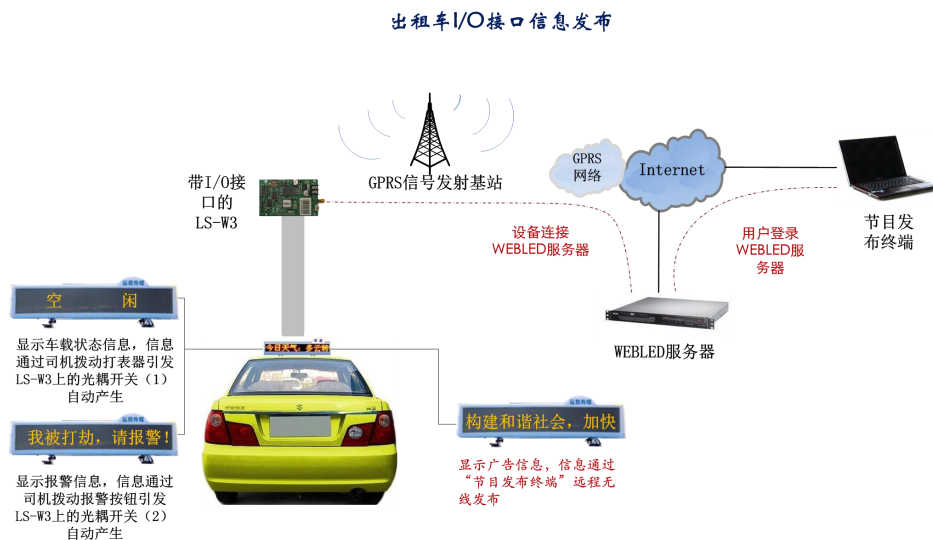 出租车I/O接口信息发布
GPRS
网络
Internet
带I/O接
口的
LS-W3
GPRS信号发射基站
节目发
布终端
设备连接
WEBLED服务器
用户登录
WEBLED服
务器
WEBLED服务器
空 闲
显示车载状态信息，信息
通过司机拨动打表器引发
LS-W3上的光耦开关（1）
自动产生
今日天气：多云转
我被打劫，请报警！
显示报警信息，信息通过
司机拨动报警按钮引发
LS-W3上的光耦开关（2）
自动产生
构建和谐社会，加快
显示广告信息，信息通过
“节目发布终端”远程无
线发布